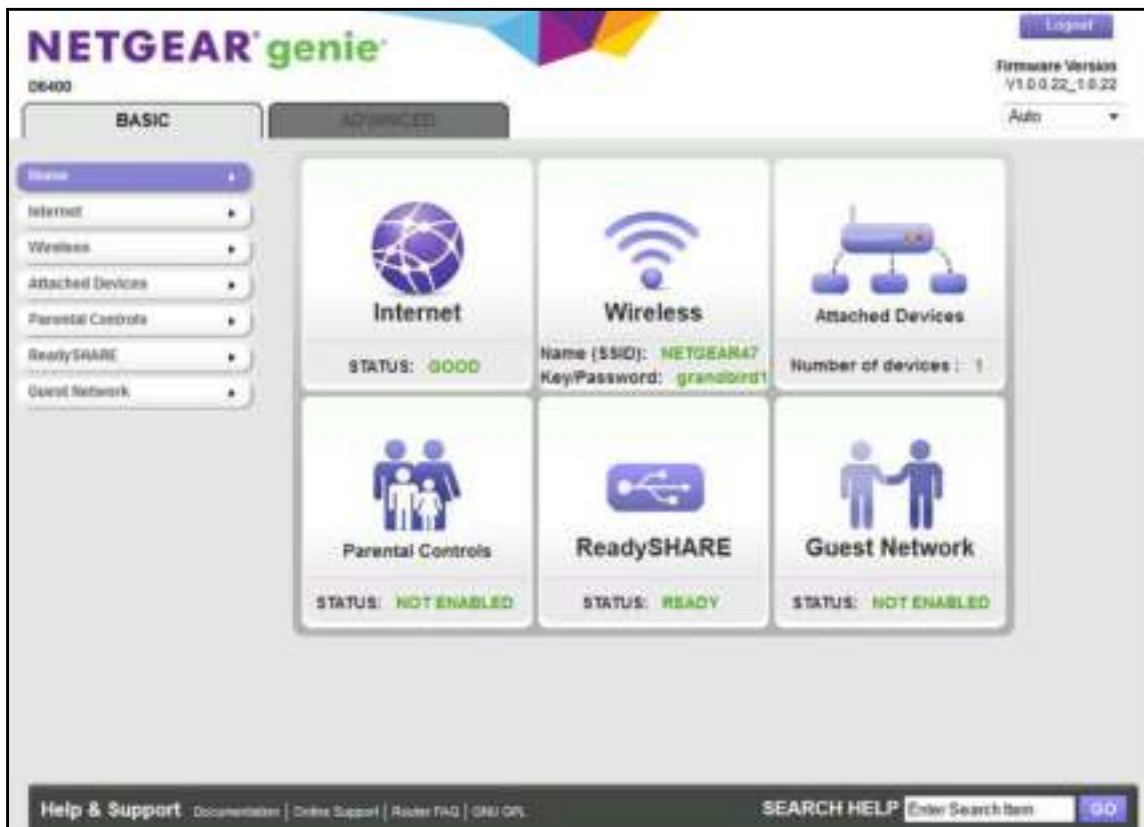 NETGEAR® genie®
D6400
Logout
Firmware Version
V1.0.0.22_1.0.22
Auto
BASIC
ADVANCED
Home
Internet
Wireless
Attached Devices
Parental Controls
ReadySHARE
Guest Network
Internet
STATUS: GOOD
Wireless
Name (SSID): NETGEAR47
Key/Password: grandbird1
Attached Devices
Number of devices : 1
Parental Controls
STATUS: NOT ENABLED
ReadySHARE
STATUS: READY
Guest Network
STATUS: NOT ENABLED
Help & Support Documentation | Online Support | Router FAQ | GNU GPL
SEARCH HELP Enter Search Item GO